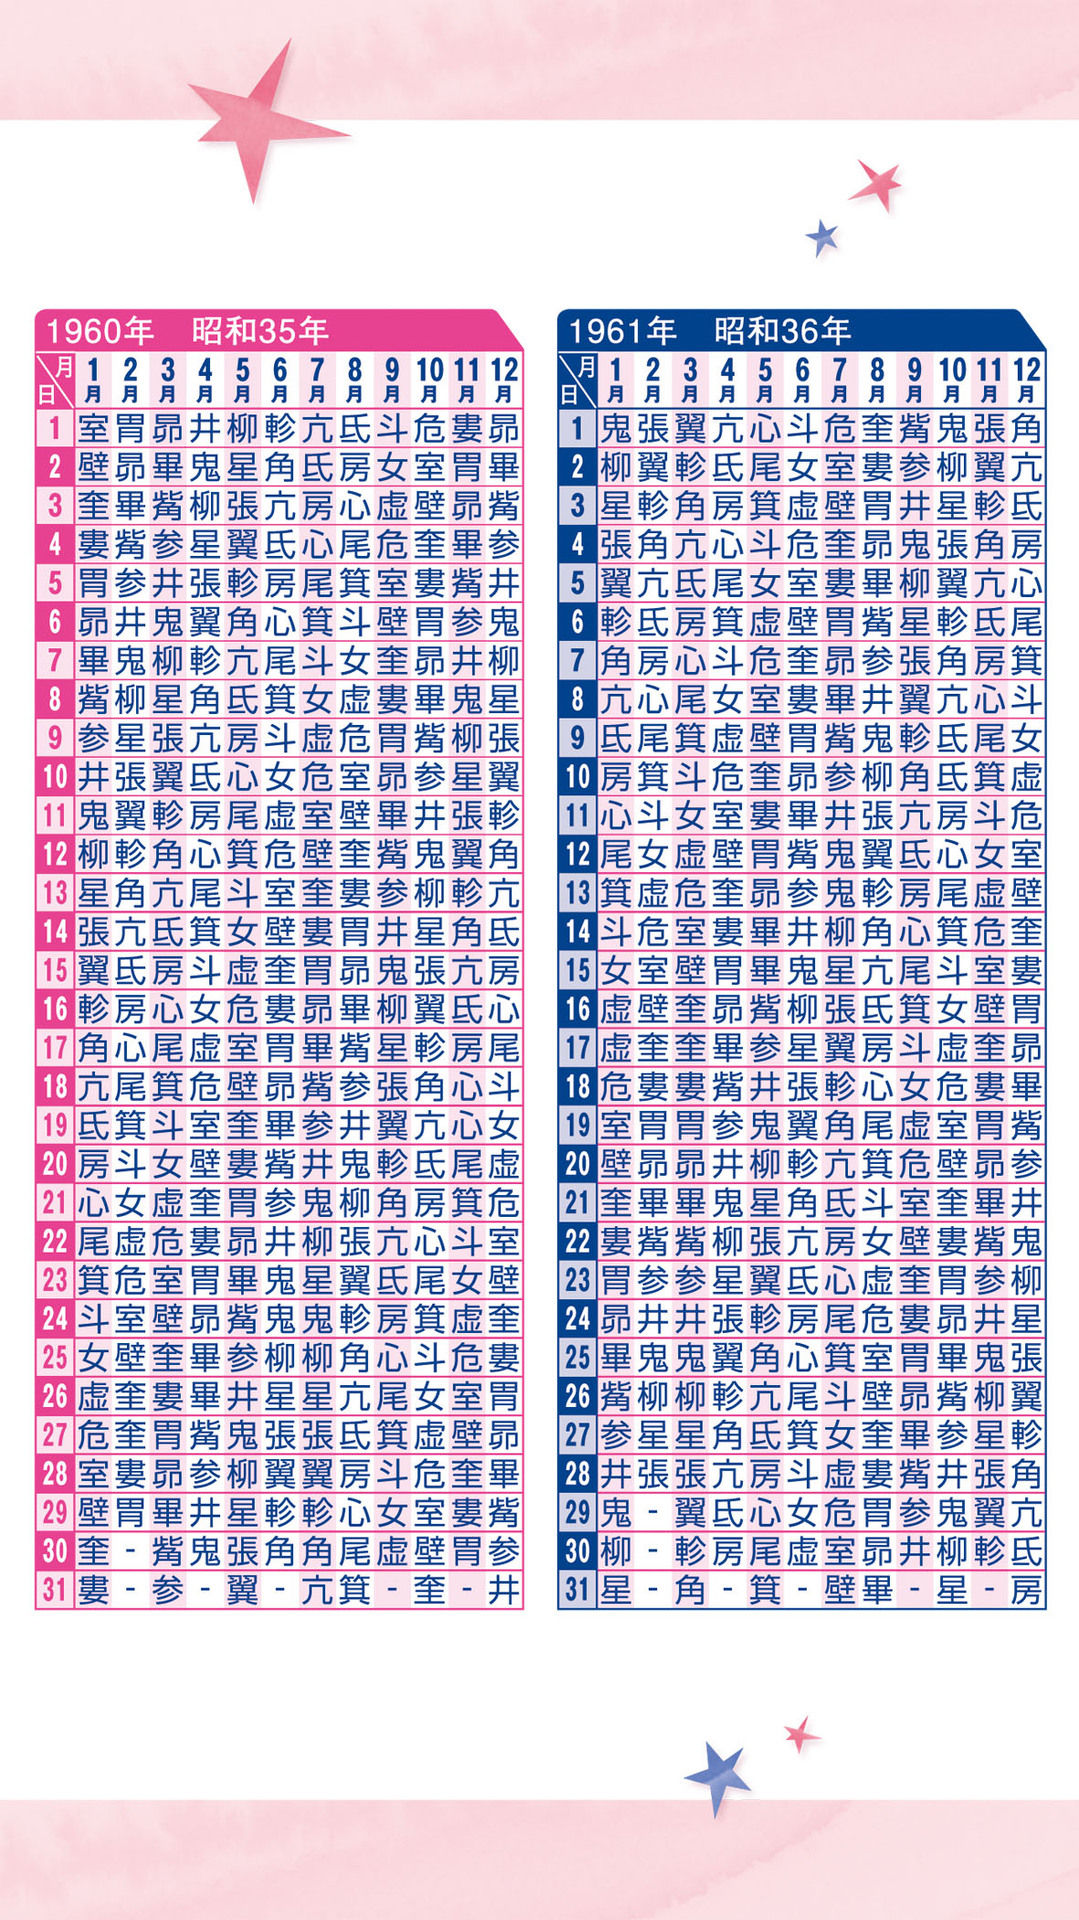 1960年 昭和35年
月 日 1月 2月 3月 4月 5月 6月 7月 8月 9月 10月 11月 12月
1 室 胃 昴 井 柳 軫 亢 氐 斗 危 婁 昴
2 壁 昴 畢 鬼 星 角 氐 房 女 室 胃 畢
3 奎 畢 觜 柳 張 亢 房 心 虚 壁 昴 觜
4 婁 觜 参 星 翼 氐 心 尾 危 奎 畢 参
5 胃 参 井 張 軫 房 尾 箕 室 婁 觜 井
6 昴 井 鬼 翼 角 心 箕 斗 壁 胃 参 鬼
7 畢 鬼 柳 軫 亢 尾 斗 女 奎 昴 井 柳
8 觜 柳 星 角 氐 箕 女 虚 婁 畢 鬼 星
9 参 星 張 亢 房 斗 虚 危 胃 觜 柳 張
10 井 張 翼 氐 心 女 危 室 昴 参 星 翼
11 鬼 翼 軫 房 尾 虚 室 壁 畢 井 張 軫
12 柳 軫 角 心 箕 危 壁 奎 觜 鬼 翼 角
13 星 角 亢 尾 斗 室 奎 婁 参 柳 軫 亢
14 張 亢 氐 箕 女 壁 婁 胃 井 星 角 氐
15 翼 氐 房 斗 虚 奎 胃 昴 鬼 張 亢 房
16 軫 房 心 女 危 婁 昴 畢 柳 翼 氐 心
17 角 心 尾 虚 室 胃 畢 觜 星 軫 房 尾
18 亢 尾 箕 危 壁 昴 觜 参 張 角 心 斗
19 氐 箕 斗 室 奎 畢 参 井 翼 亢 心 女
20 房 斗 女 壁 婁 觜 井 鬼 軫 氐 尾 虚
21 心 女 虚 奎 胃 参 鬼 柳 角 房 箕 危
22 尾 虚 危 婁 昴 井 柳 張 亢 心 斗 室
23 箕 危 室 胃 畢 鬼 星 翼 氐 尾 女 壁
24 斗 室 壁 昴 觜 鬼 鬼 軫 房 箕 虚 奎
25 女 壁 奎 畢 参 柳 柳 角 心 斗 危 婁
26 虚 奎 婁 畢 井 星 星 亢 尾 女 室 胃
27 危 奎 胃 觜 鬼 張 張 氐 箕 虚 壁 昴
28 室 婁 昴 参 柳 翼 翼 房 斗 危 奎 畢
29 壁 胃 畢 井 星 軫 軫 心 女 室 婁 觜
30 奎 - 觜 鬼 張 角 角 尾 虚 壁 胃 参
31 婁 - 参 - 翼 - 亢 箕 - 奎 - 井
1961年 昭和36年
月 日 1月 2月 3月 4月 5月 6月 7月 8月 9月 10月 11月 12月
1 鬼 張 翼 亢 心 斗 危 奎 觜 鬼 張 角
2 柳 翼 軫 氐 尾 女 室 婁 参 柳 翼 亢
3 星 軫 角 房 箕 虚 壁 胃 井 星 軫 氐
4 張 角 亢 心 斗 危 奎 昴 鬼 張 角 房
5 翼 亢 氐 尾 女 室 婁 畢 柳 翼 亢 心
6 軫 氐 房 箕 虚 壁 胃 觜 星 軫 氐 尾
7 角 房 心 斗 危 奎 昴 参 張 角 房 箕
8 亢 心 尾 女 室 婁 畢 井 翼 亢 心 斗
9 氐 尾 箕 虚 壁 胃 觜 鬼 軫 氐 尾 女
10 房 箕 斗 危 奎 昴 参 柳 角 氐 箕 虚
11 心 斗 女 室 婁 畢 井 張 亢 房 斗 危
12 尾 女 虚 壁 胃 觜 鬼 翼 氐 心 女 室
13 箕 虚 危 奎 昴 参 鬼 軫 房 尾 虚 壁
14 斗 危 室 婁 畢 井 柳 角 心 箕 危 奎
15 女 室 壁 胃 畢 鬼 星 亢 尾 斗 室 婁
16 虚 壁 奎 昴 觜 柳 張 氐 箕 女 壁 胃
17 虚 奎 奎 畢 参 星 翼 房 斗 虚 奎 昴
18 危 婁 婁 觜 井 張 軫 心 女 危 婁 畢
19 室 胃 胃 参 鬼 翼 角 尾 虚 室 胃 觜
20 壁 昴 昴 井 柳 軫 亢 箕 危 壁 昴 参
21 奎 畢 畢 鬼 星 角 氐 斗 室 奎 畢 井
22 婁 觜 觜 柳 張 亢 房 女 壁 婁 觜 鬼
23 胃 参 参 星 翼 氐 心 虚 奎 胃 参 柳
24 昴 井 井 張 軫 房 尾 危 婁 昴 井 星
25 畢 鬼 鬼 翼 角 心 箕 室 胃 畢 鬼 張
26 觜 柳 柳 軫 亢 尾 斗 壁 昴 觜 柳 翼
27 参 星 星 角 氐 箕 女 奎 畢 参 星 軫
28 井 張 張 亢 房 斗 虚 婁 觜 井 張 角
29 鬼 - 翼 氐 心 女 危 胃 参 鬼 翼 亢
30 柳 - 軫 房 尾 虚 室 昴 井 柳 軫 氐
31 星 - 角 - 箕 - 壁 畢 - 星 - 房